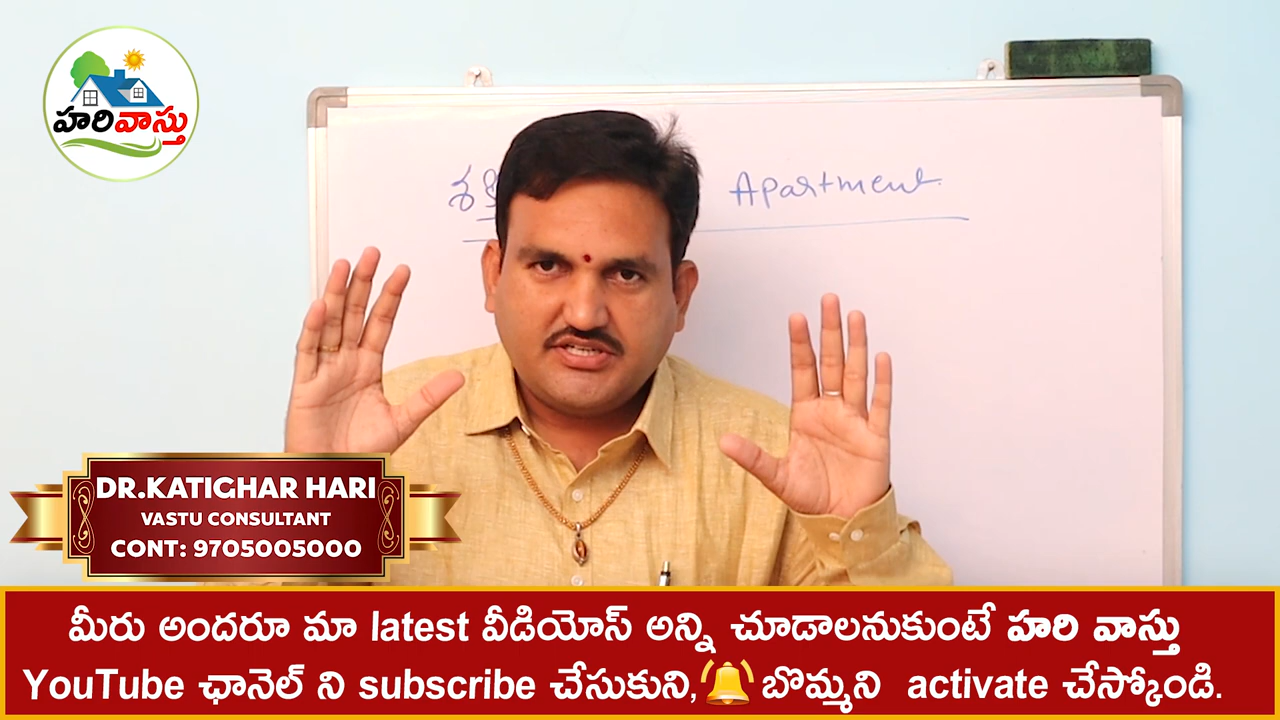 హరివాస్తు
Apartment
DR.KATIGHAR HARI
VASTU CONSULTANT
CONT: 9705005000
మీరు అందరూ మా latest వీడియోస్ అన్ని చూడాలనుకుంటే హరి వాస్తు
YouTube ఛానెల్ ని subscribe చేసుకుని, బొమ్మని activate చేస్కోండి.